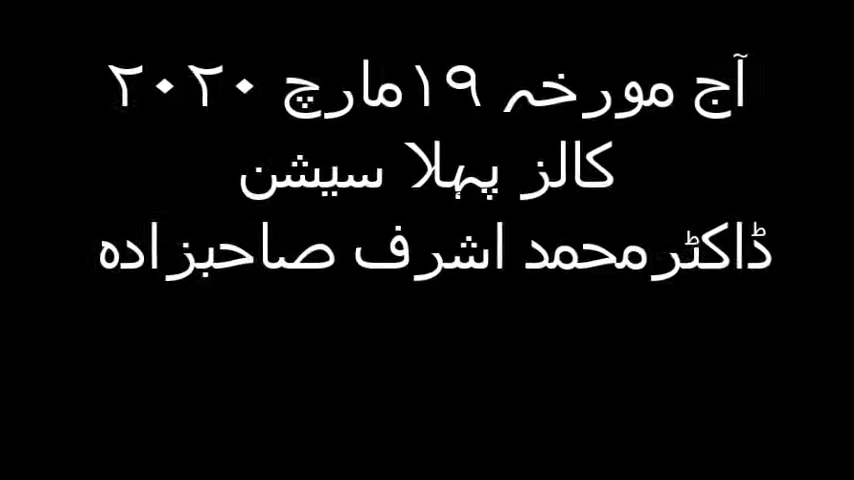 آج مورخہ ۱۹مارچ ۲۰۲۰
کالز پہلا سیشن
ڈاکٹرمحمد اشرف صاحبزادہ